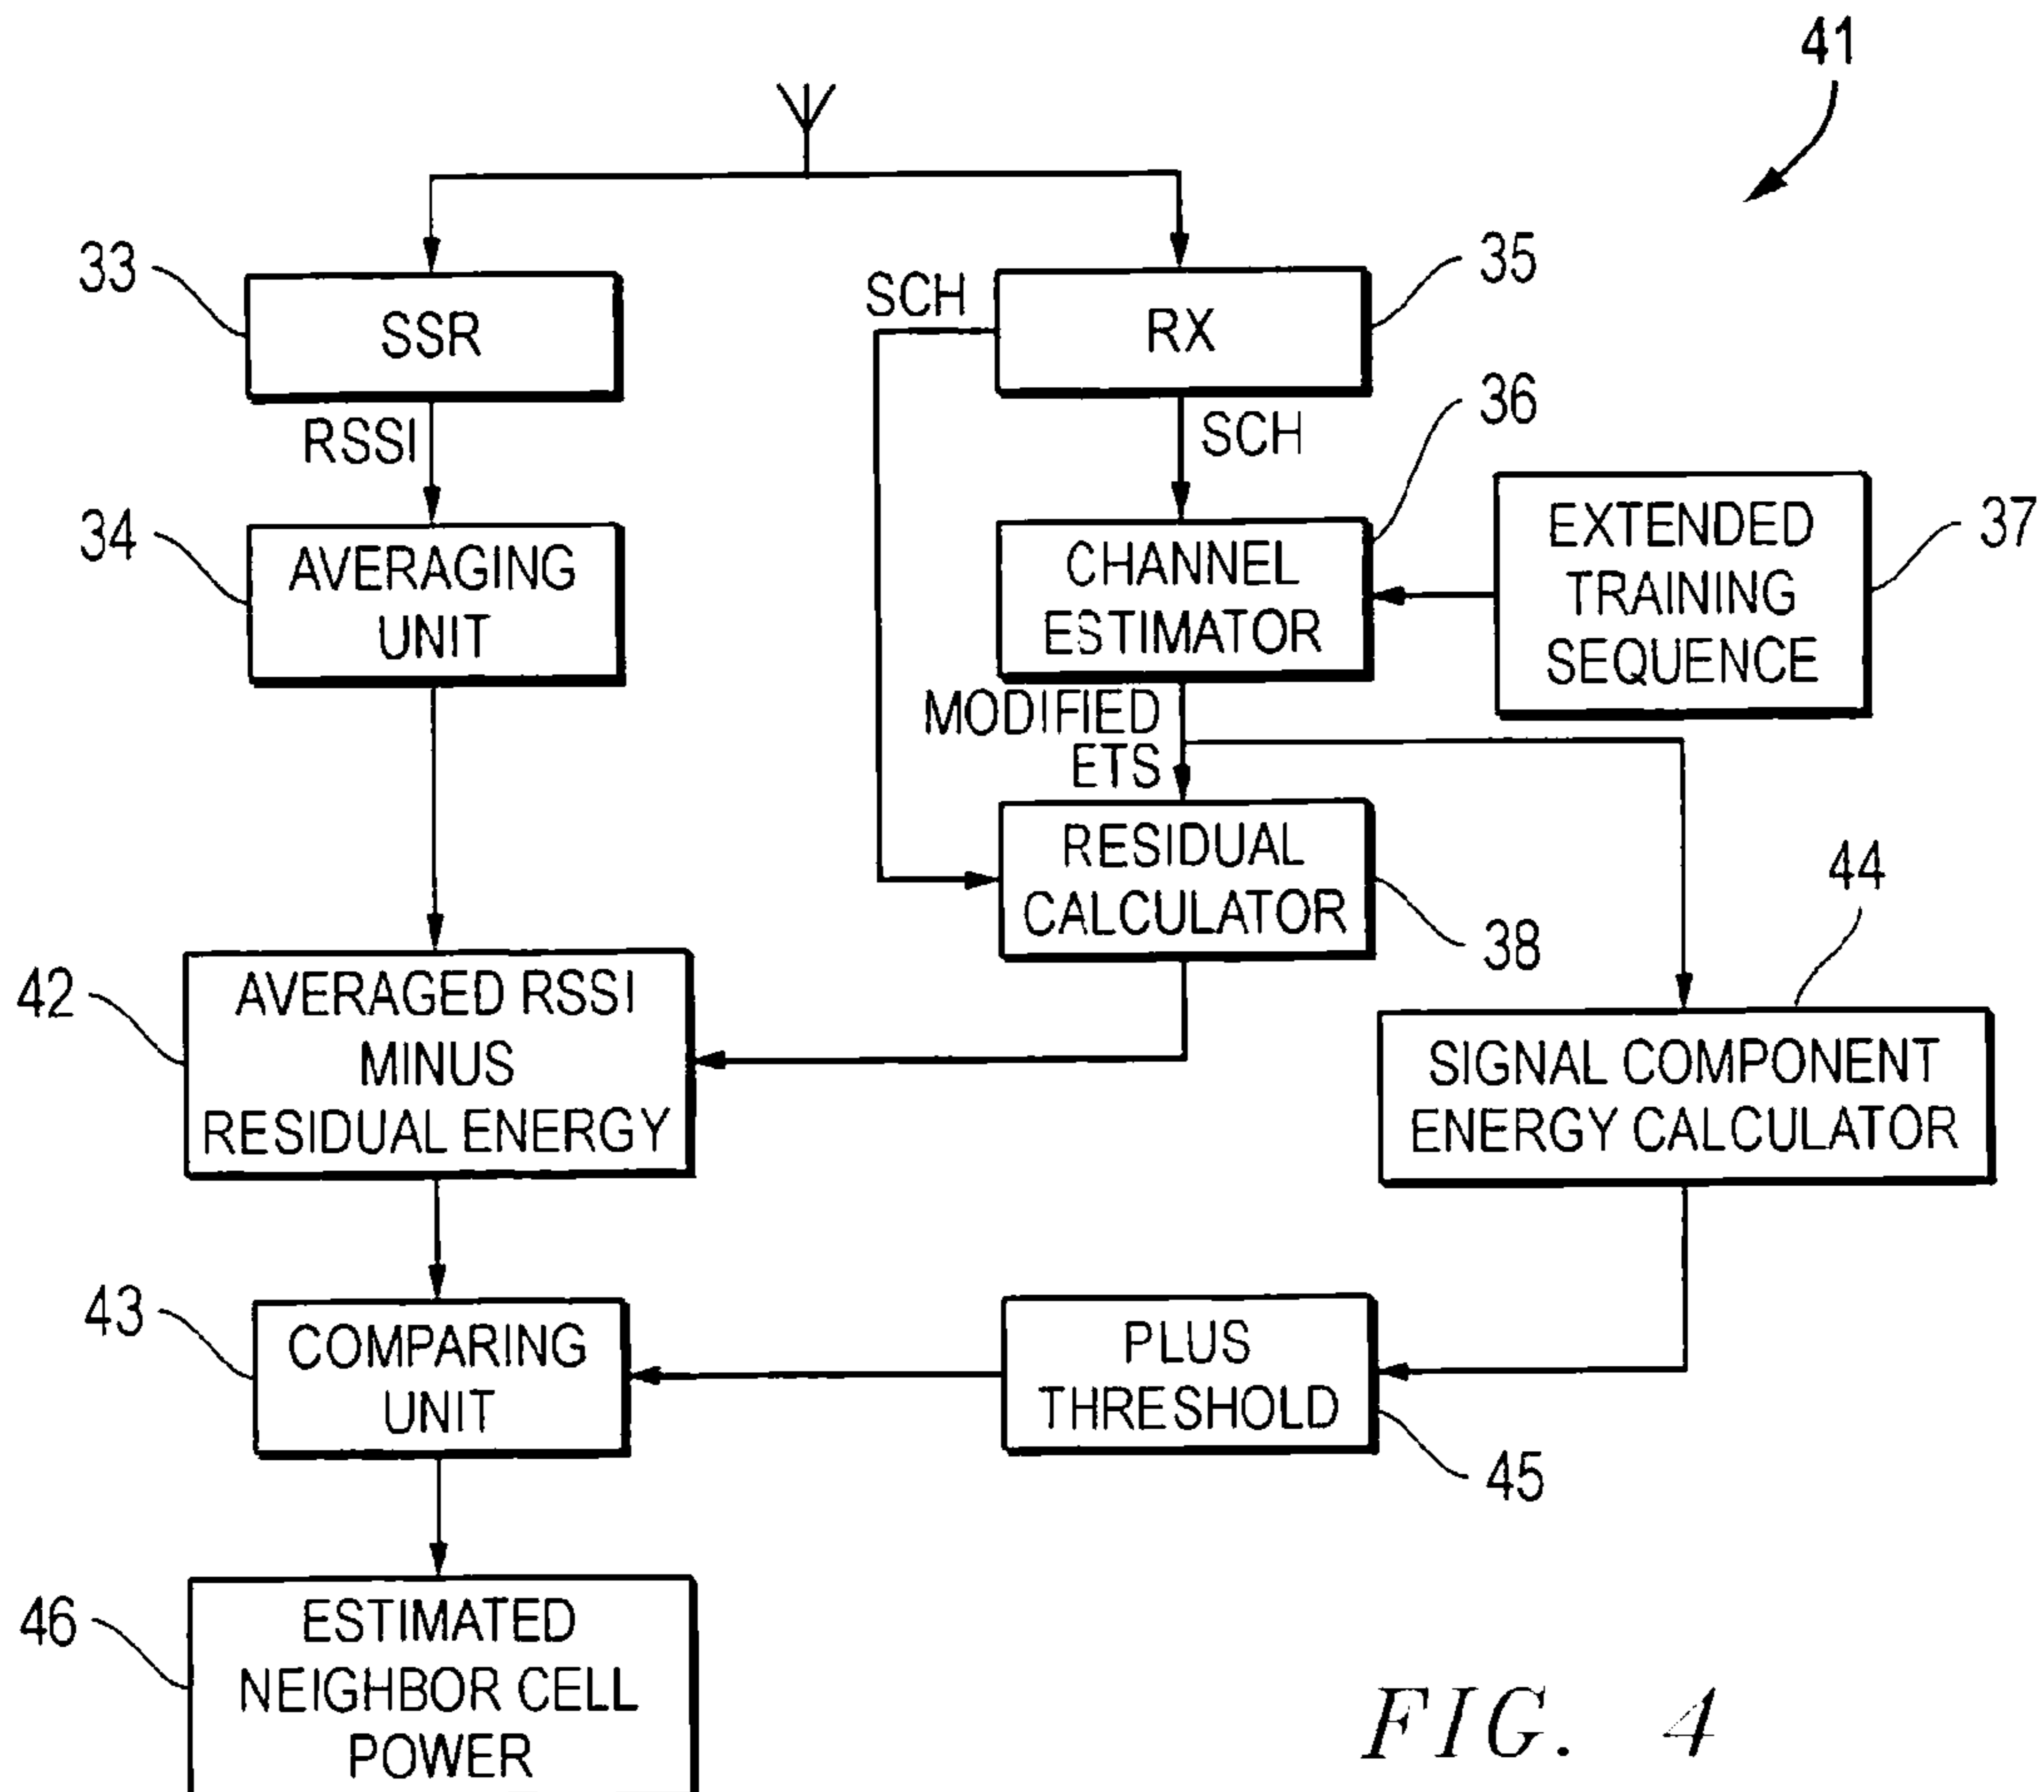 41
33
SSR
SCH
RX
35
RSSI
SCH
36
34
AVERAGING
UNIT
CHANNEL
ESTIMATOR
EXTENDED
TRAINING
SEQUENCE
37
MODIFIED
ETS
RESIDUAL
CALCULATOR
38
44
42
AVERAGED RSSI
MINUS
RESIDUAL ENERGY
SIGNAL COMPONENT
ENERGY CALCULATOR
43
COMPARING
UNIT
PLUS
THRESHOLD
45
46
ESTIMATED
NEIGHBOR CELL
POWER
FIG. 4